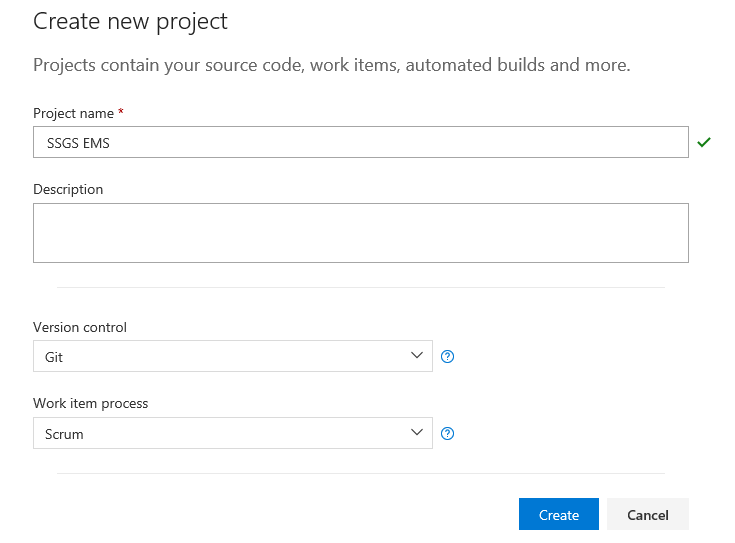 Create new project
Projects contain your source code, work items, automated builds and more.
Project name *
SSGS EMS
Description
Version control
Git
Work item process
Scrum
Create Cancel